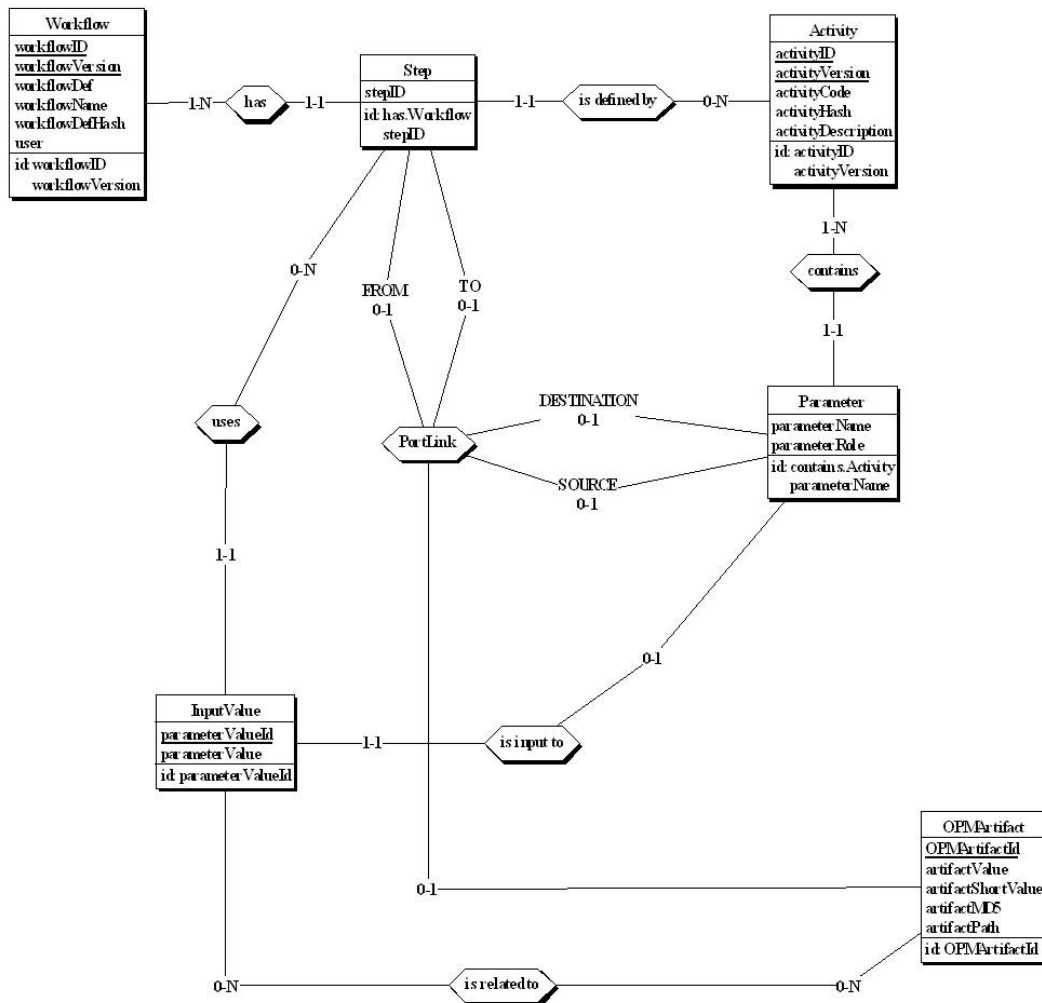 Workflow
workflowID
workflowVersion
workflowDef
workflowName
workflowDefHash
user
id: workflowID
workflowVersion
1-N
has
1-1
Step
stepID
id: has.Workflow
stepID
1-1
is defined by
0-N
Activity
activityID
activityVersion
activityCode
activityHash
activityDescription
id: activityID
activityVersion
1-N
contains
1-1
0-N
FROM
0-1
TO
0-1
uses
PortLink
DESTINATION
0-1
SOURCE
0-1
Parameter
parameterName
parameterRole
id: contains.Activity
parameterName
1-1
0-1
InputValue
parameterValueId
parameterValue
id: parameterValueId
1-1
is input to
OPMArtifact
OPMArtifactId
artifactValue
artifactShortValue
artifactMD5
artifactPath
id: OPMArtifactId
0-1
0-N
is related to
0-N